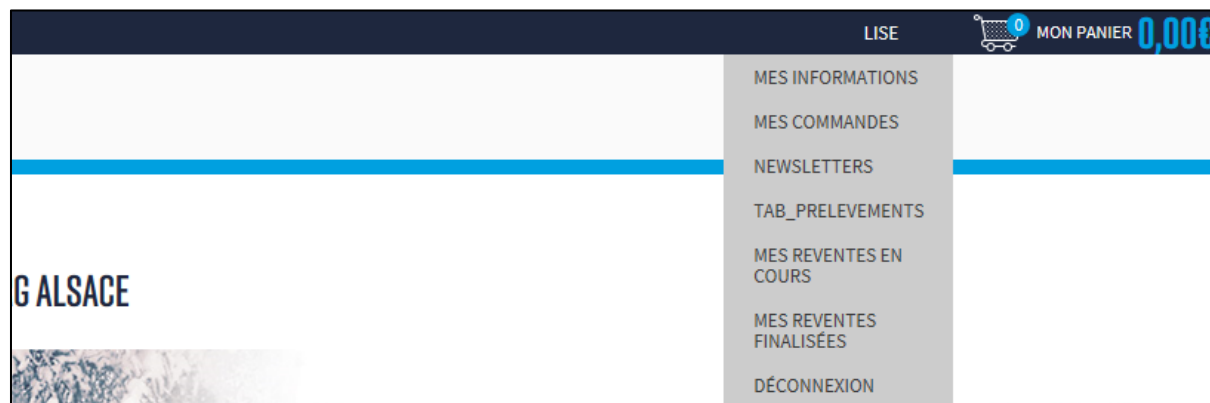 LISE
0 MON PANIER 0,00€
MES INFORMATIONS
MES COMMANDES
NEWSLETTERS
TAB_PRELEVEMENTS
MES REVENTES EN
COURS
G ALSACE
MES REVENTES
FINALISÉES
DÉCONNEXION